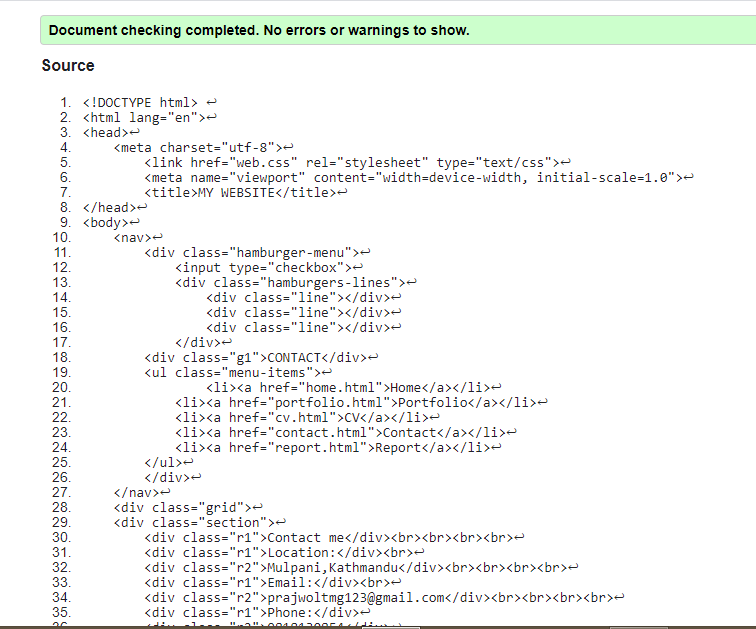 Document checking completed. No errors or warnings to show.
Source
1. <!DOCTYPE html> ↩
2. <html lang="en">↩
3. <head>↩
4. <meta charset="utf-8">↩
5. <link href="web.css" rel="stylesheet" type="text/css">↩
6. <meta name="viewport" content="width=device-width, initial-scale=1.0">↩
7. <title>MY WEBSITE</title>↩
8. </head>↩
9. <body>↩
10. <nav>↩
11. <div class="hamburger-menu">↩
12. <input type="checkbox">↩
13. <div class="hamburgers-lines">↩
14. <div class="line"></div>↩
15. <div class="line"></div>↩
16. <div class="line"></div>↩
17. </div>↩
18. <div class="g1">CONTACT</div>↩
19. <ul class="menu-items">↩
20. <li><a href="home.html">Home</a></li>↩
21. <li><a href="portfolio.html">Portfolio</a></li>↩
22. <li><a href="cv.html">CV</a></li>↩
23. <li><a href="contact.html">Contact</a></li>↩
24. <li><a href="report.html">Report</a></li>↩
25. </ul>↩
26. </div>↩
27. </nav>↩
28. <div class="grid">↩
29. <div class="section">↩
30. <div class="r1">Contact me</div><br><br><br><br>↩
31. <div class="r1">Location:</div><br>↩
32. <div class="r2">Mulpani,Kathmandu</div><br><br><br><br>↩
33. <div class="r1">Email:</div><br>↩
34. <div class="r2">prajwoltmg123@gmail.com</div><br><br><br><br>↩
35. <div class="r1">Phone:</div>↩